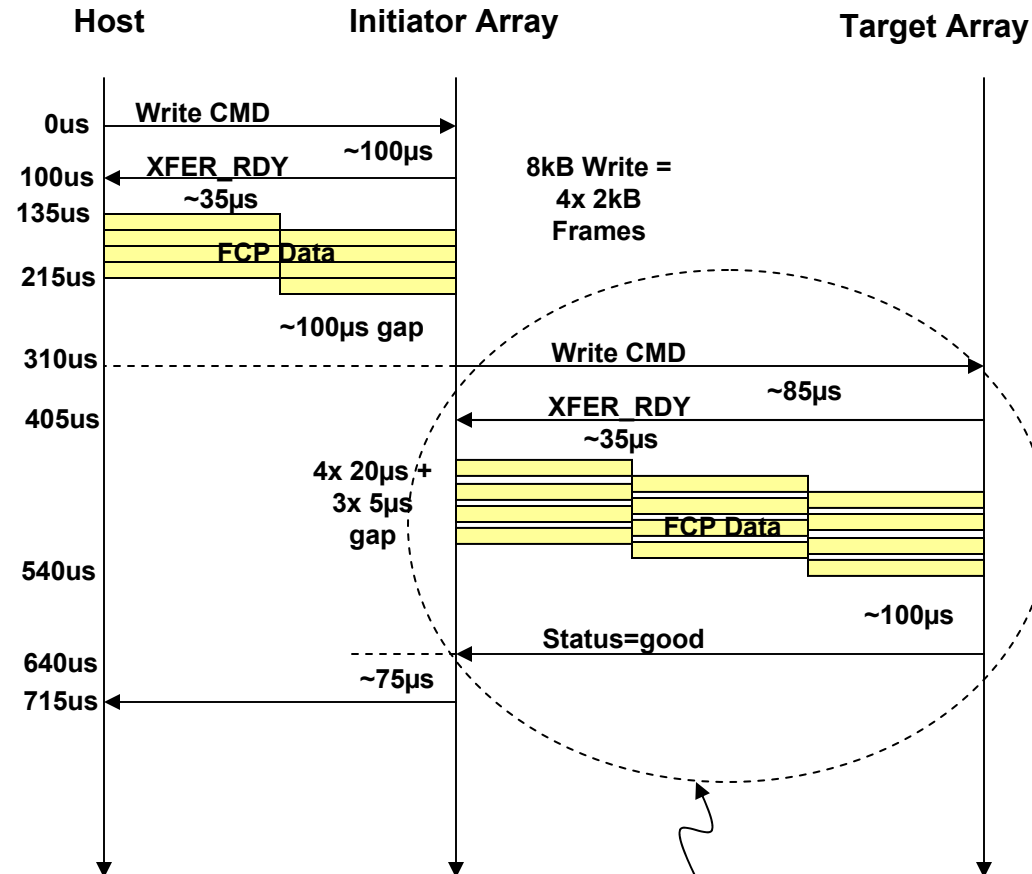 Host
Initiator Array
Target Array
0us
Write CMD
~100µs
100us
XFER_RDY
~35µs
8kB Write =
4x 2kB
Frames
135us
FCP Data
215us
~100µs gap
310us
Write CMD
~85µs
405us
XFER_RDY
~35µs
4x 20µs +
3x 5µs
gap
FCP Data
540us
~100µs
Status=good
640us
~75µs
715us